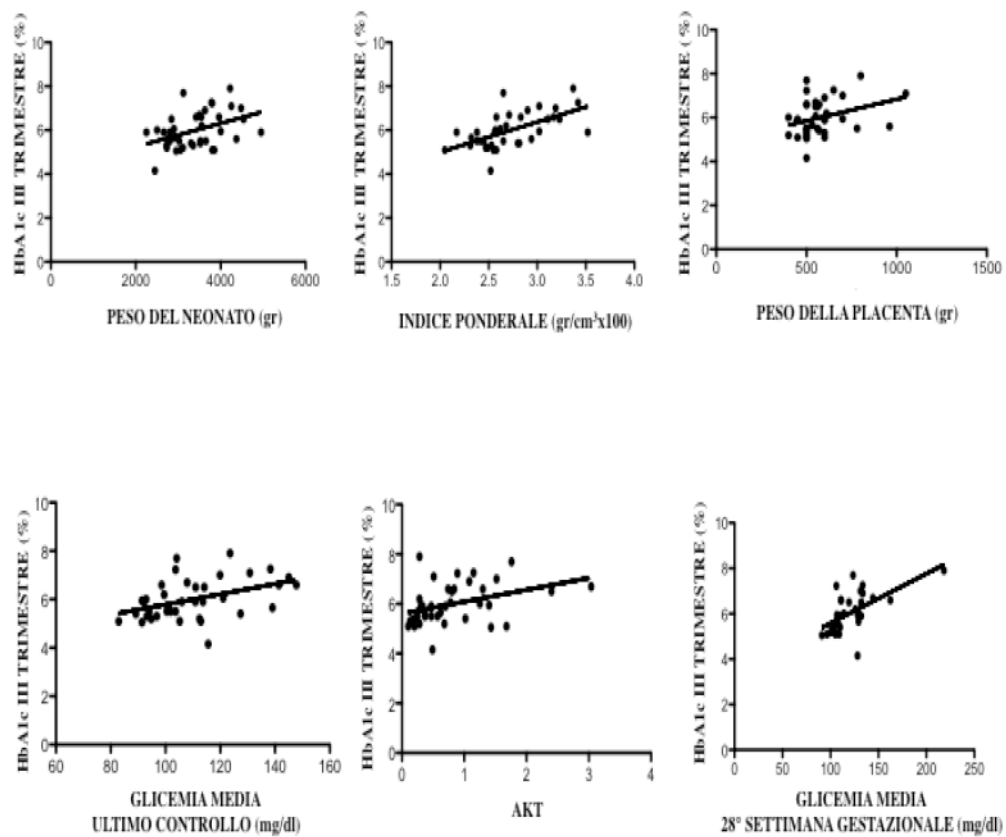 HbA1c III TRIMESTRE (%)
10
8
6
4
2
0
0 2000 4000 6000
PESO DEL NEONATO (gr)
HbA1c III TRIMESTRE (%)
10
8
6
4
2
0
1.5 2.0 2.5 3.0 3.5 4.0
INDICE PONDERALE (gr/cm³x100)
HbA1c III TRIMESTRE (%)
10
8
6
4
2
0
0 500 1000 1500
PESO DELLA PLACENTA (gr)
HbA1c III TRIMESTRE (%)
10
8
6
4
2
0
60 80 100 120 140 160
GLICEMIA MEDIA
ULTIMO CONTROLLO (mg/dl)
HbA1c III TRIMESTRE (%)
10
8
6
4
2
0
0 1 2 3 4
AKT
HbA1c III TRIMESTRE (%)
10
8
6
4
2
0
0 50 100 150 200 250
GLICEMIA MEDIA
28° SETTIMANA GESTAZIONALE (mg/dl)